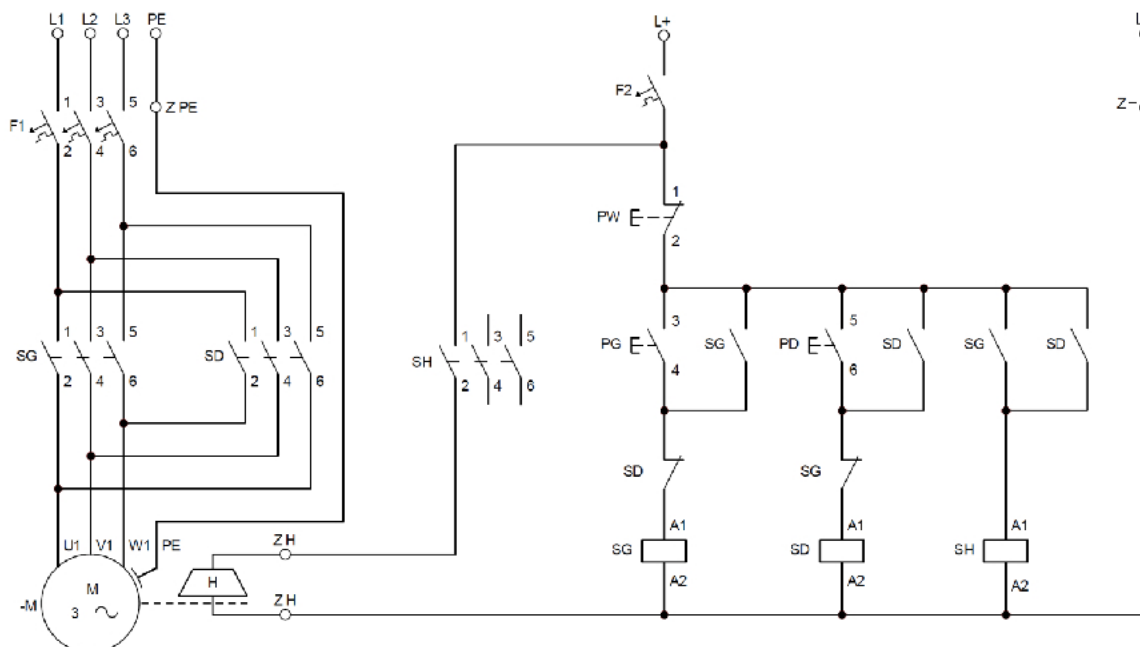 L1 L2 L3 PE L+ L
1 3 5 Z PE F2 Z
F1
2 4 6
1
PW
2
1 3 5 1 3 5 1 3 5 3 5
SG SD SH PG SG PD SD SG SD
2 4 6 2 4 6 2 4 6 4 6
SD SG
U1 V1 W1 PE Z H A1 A1 A1
SG SD SH
M H A2 A2 A2
-M 3
Z H